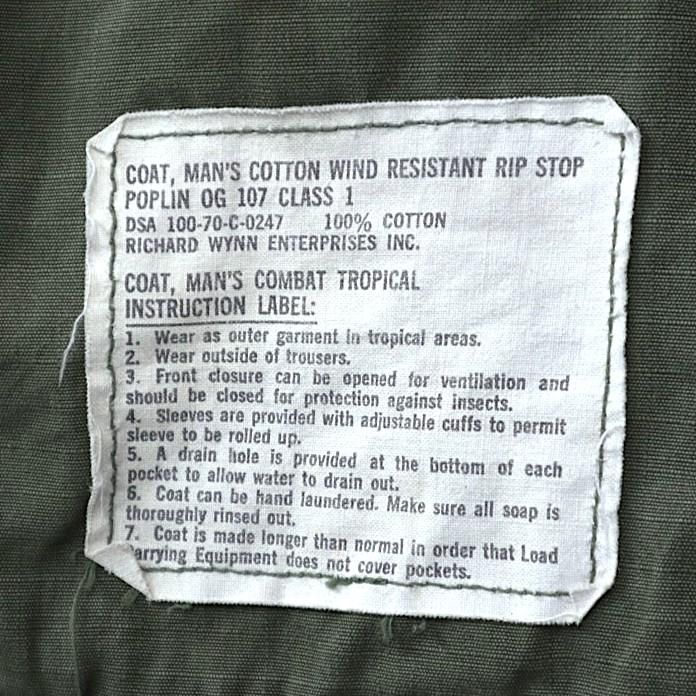 COAT, MAN'S COTTON WIND RESISTANT RIP STOP
POPLIN OG 107 CLASS 1
DSA 100-70-C-0247 100% COTTON
RICHARD WYNN ENTERPRISES INC.
COAT, MAN'S COMBAT TROPICAL
INSTRUCTION LABEL:
1. Wear as outer garment in tropical areas.
2. Wear outside of trousers.
3. Front closure can be opened for ventilation and
should be closed for protection against insects.
4. Sleeves are provided with adjustable cuffs to permit
sleeve to be rolled up.
5. A drain hole is provided at the bottom of each
pocket to allow water to drain out.
6. Coat can be hand laundered. Make sure all soap is
thoroughly rinsed out.
7. Coat is made longer than normal in order that Load
Carrying Equipment does not cover pockets.